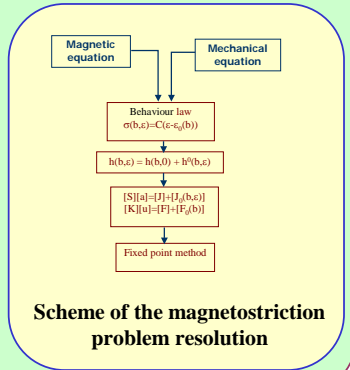 Magnetic
equation
Mechanical
equation
Behaviour law
σ(b,ε)=C(ε-ε₀(b))
h(b,ε) = h(b,0) + h⁰(b,ε)
[S][a]=[J]+[J₀(b,ε)]
[K][u]=[F]+[F₀(b)]
Fixed point method
Scheme of the magnetostriction
problem resolution